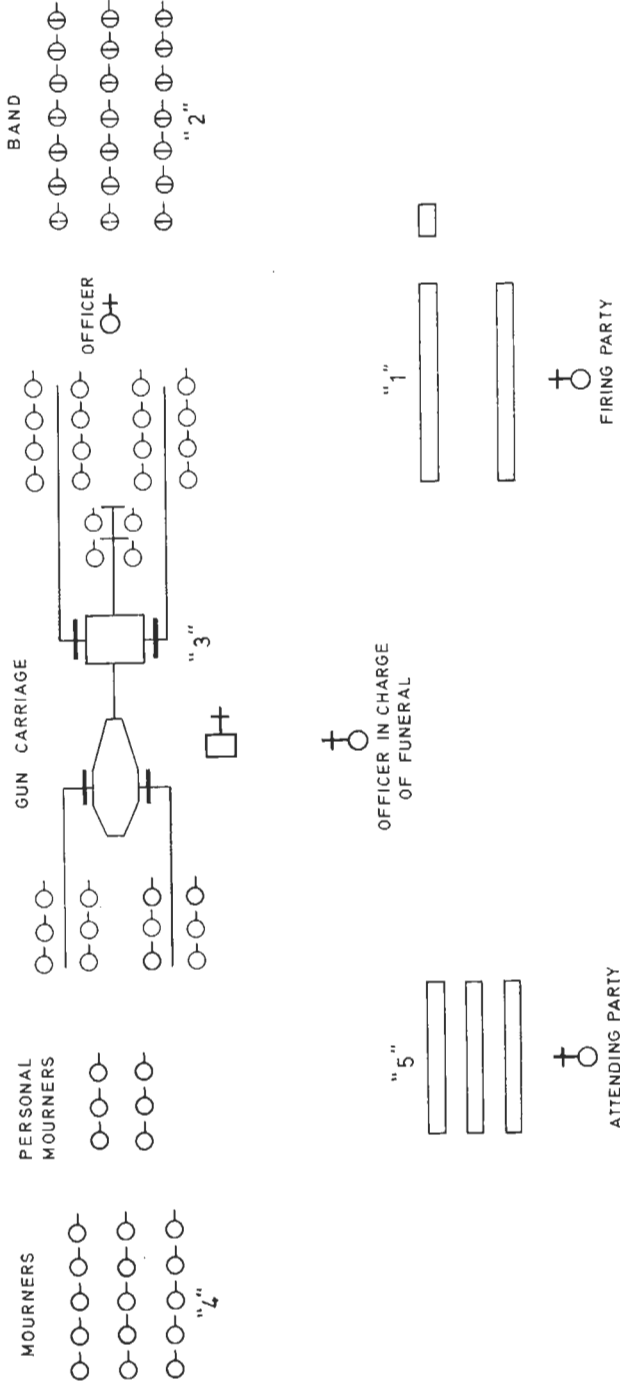 BAND
"2"
OFFICER
GUN CARRIAGE
"3"
PERSONAL
MOURNERS
MOURNERS
"4"
"1"
FIRING PARTY
OFFICER IN CHARGE
OF FUNERAL
"5"
ATTENDING PARTY